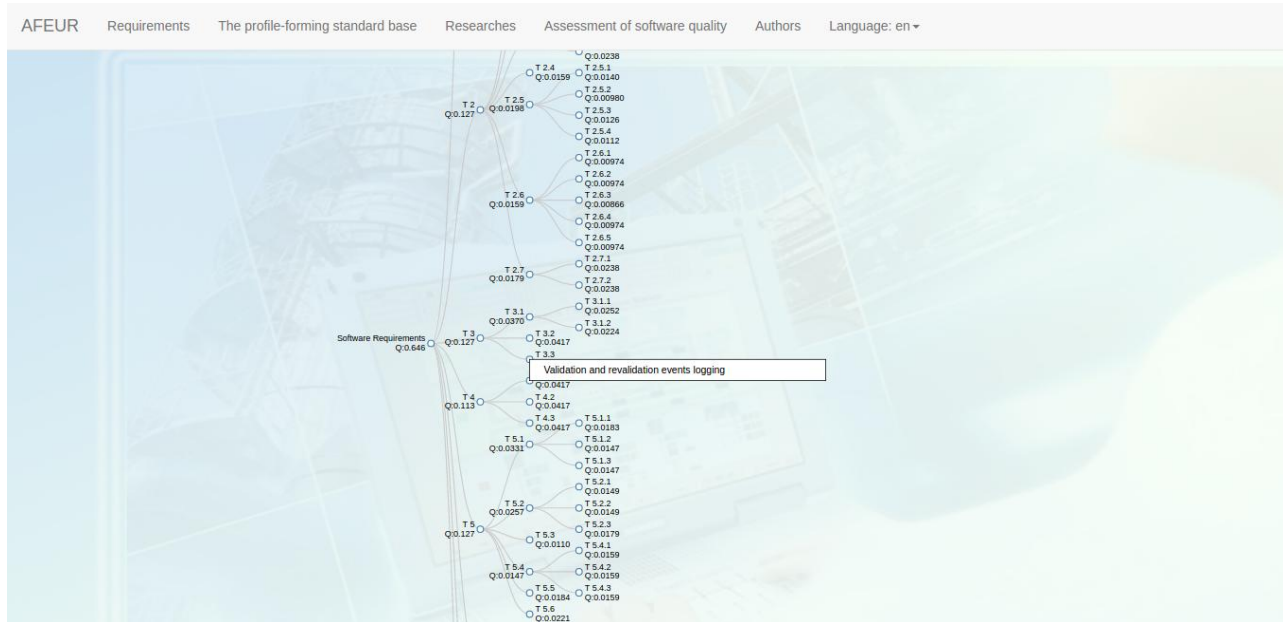 AFEUR Requirements The profile-forming standard base Researches Assessment of software quality Authors Language: en
Q:0.0238
T 2.4
Q:0.0159
T 2.5.1
Q:0.0140
T 2
Q:0.127
T 2.5
Q:0.0198
T 2.5.2
Q:0.00980
T 2.5.3
Q:0.0126
T 2.5.4
Q:0.0112
T 2.6.1
Q:0.00974
T 2.6.2
Q:0.00974
T 2.6
Q:0.0159
T 2.6.3
Q:0.00866
T 2.6.4
Q:0.00974
T 2.6.5
Q:0.00974
T 2.7
Q:0.0179
T 2.7.1
Q:0.0238
T 2.7.2
Q:0.0238
T 3.1
Q:0.0370
T 3.1.1
Q:0.0252
T 3.1.2
Q:0.0224
Software Requirements
Q:0.646
T 3
Q:0.127
T 3.2
Q:0.0417
T 3.3
Validation and revalidation events logging
Q:0.0417
T 4
Q:0.113
T 4.2
Q:0.0417
T 4.3
Q:0.0417
T 5.1.1
Q:0.0183
T 5.1
Q:0.0331
T 5.1.2
Q:0.0147
T 5.1.3
Q:0.0147
T 5.2.1
Q:0.0149
T 5.2
Q:0.0257
T 5.2.2
Q:0.0149
T 5.2.3
Q:0.0179
T 5
Q:0.127
T 5.3
Q:0.0110
T 5.4.1
Q:0.0159
T 5.4
Q:0.0147
T 5.4.2
Q:0.0159
T 5.5
Q:0.0184
T 5.4.3
Q:0.0159
T 5.6
Q:0.0221